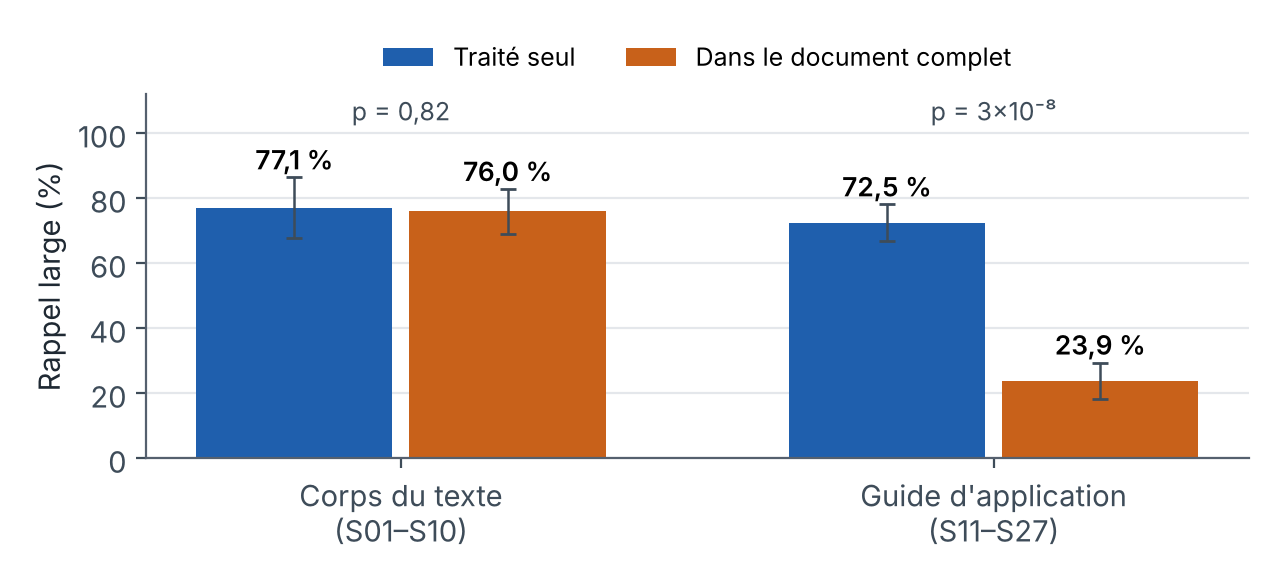 Traité seul
Dans le document complet
p = 0,82
p = 3×10⁻⁸
Rappel large (%)
100
80
60
40
20
0
77,1 %
76,0 %
72,5 %
23,9 %
Corps du texte
(S01–S10)
Guide d'application
(S11–S27)